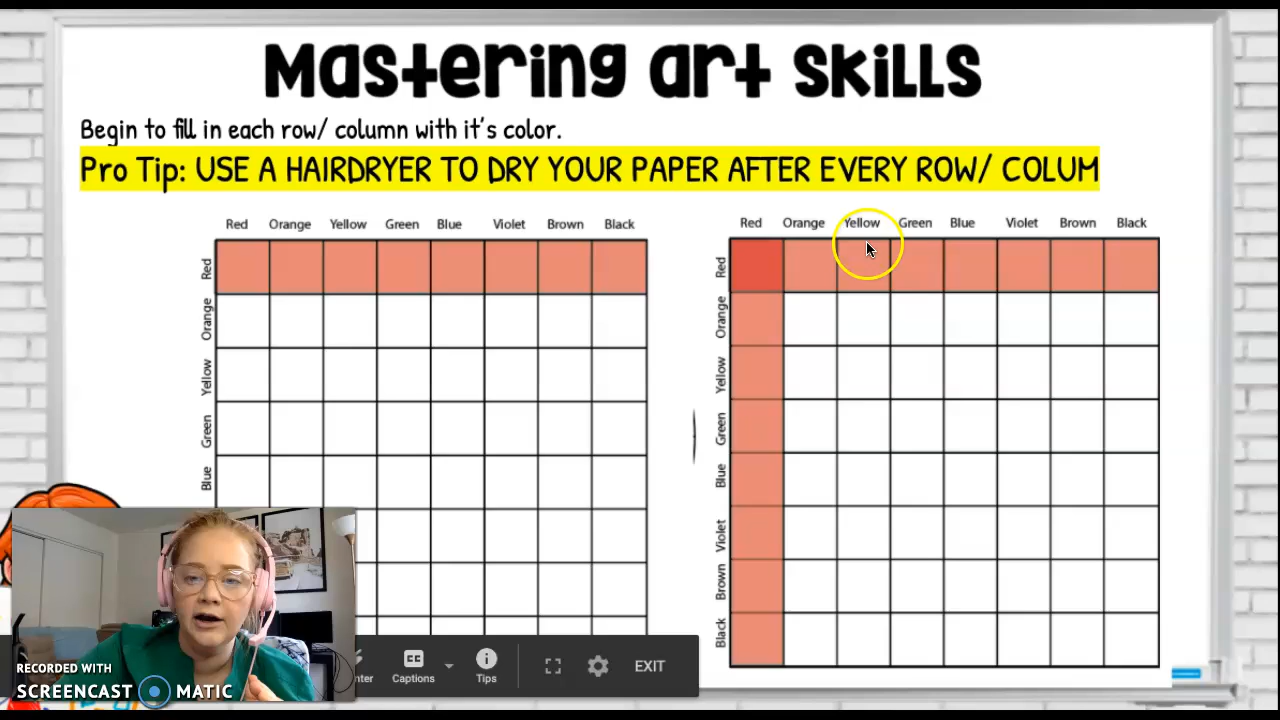 Mastering art skills
Begin to fill in each row/ column with it's color.
Pro Tip: USE A HAIRDRYER TO DRY YOUR PAPER AFTER EVERY ROW/ COLUM
Red Orange Yellow Green Blue Violet Brown Black
Red
Orange
Yellow
Green
Blue
Red Orange Yellow Green Blue Violet Brown Black
Red
Orange
Yellow
Green
Blue
Violet
Brown
Black
RECORDED WITH
SCREENCAST MATIC
nter
CC
Captions
Tips
EXIT